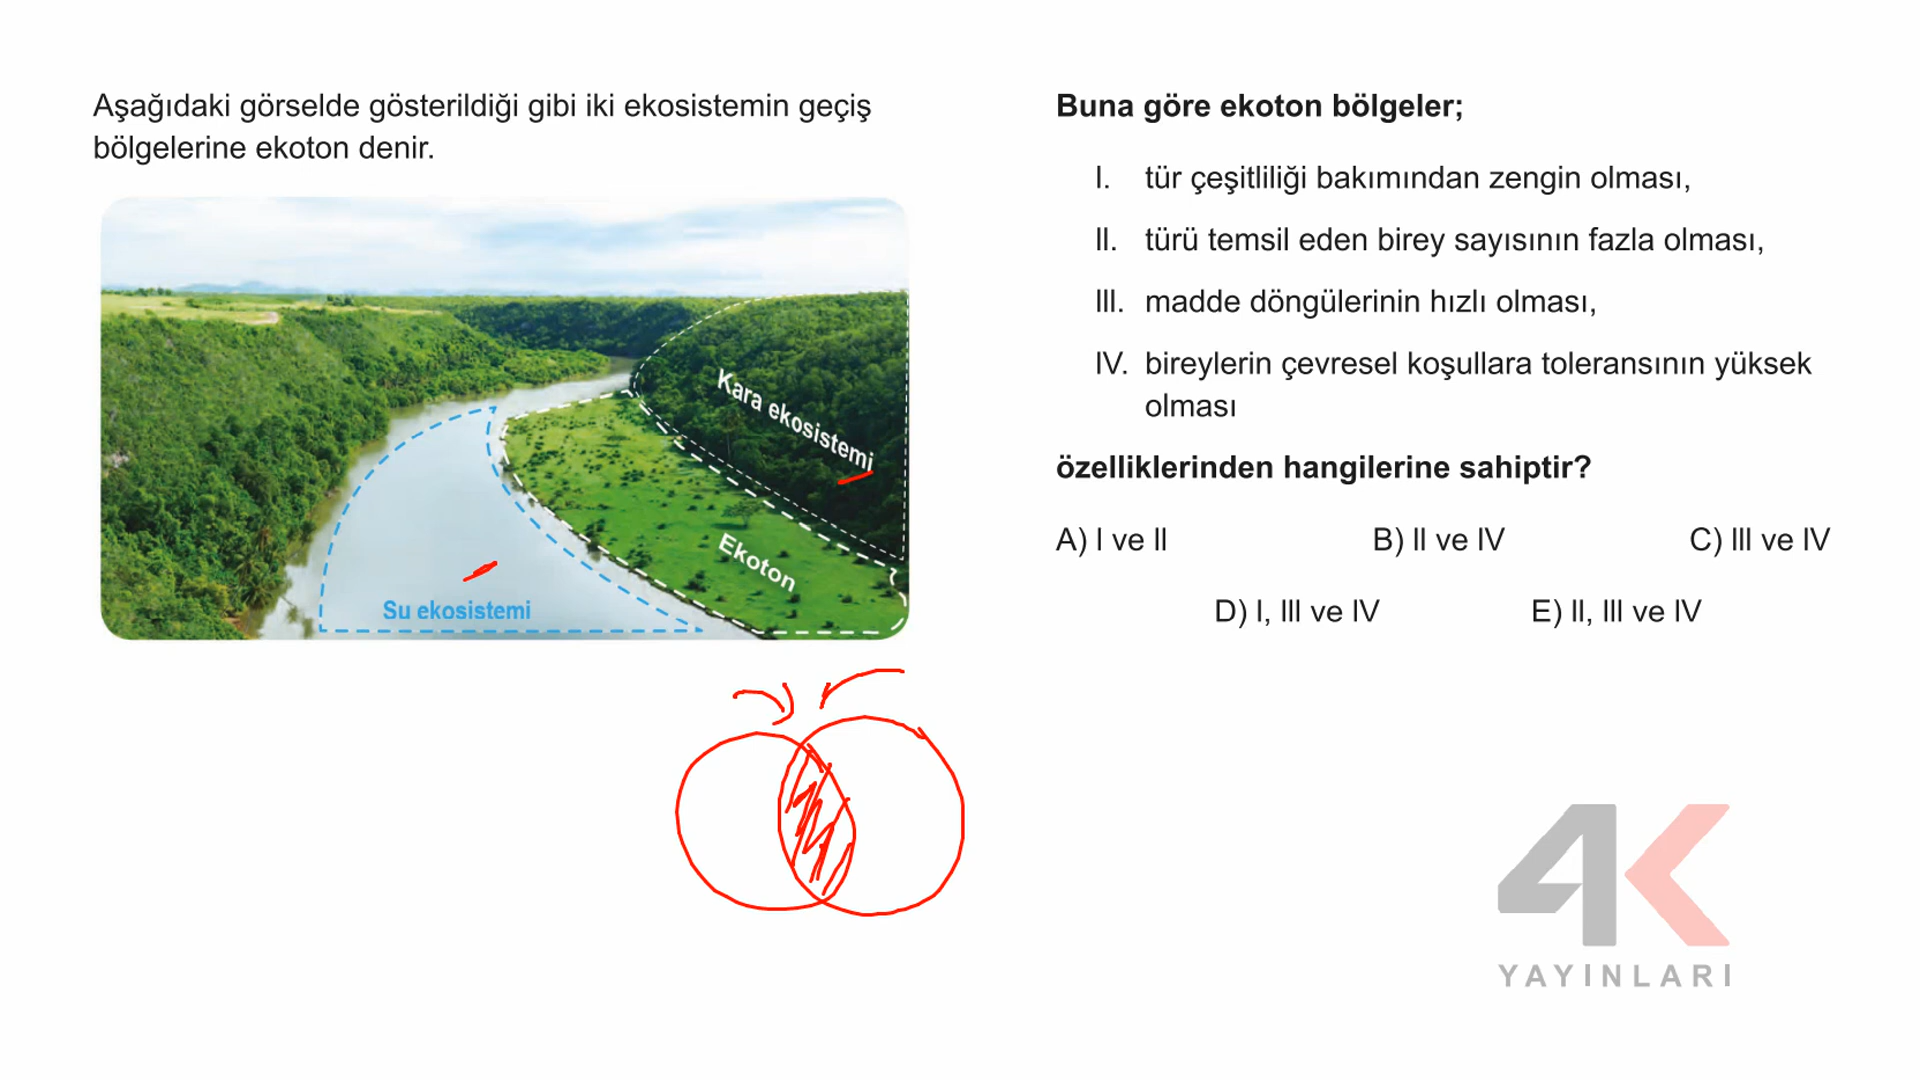 Aşağıdaki görselde gösterildiği gibi iki ekosistemin geçiş
bölgelerine ekoton denir.
Kara ekosistemi
Ekoton
Su ekosistemi
Buna göre ekoton bölgeler;
I. tür çeşitliliği bakımından zengin olması,
II. türü temsil eden birey sayısının fazla olması,
III. madde döngülerinin hızlı olması,
IV. bireylerin çevresel koşullara toleransının yüksek
olması
özelliklerinden hangilerine sahiptir?
A) I ve II B) II ve IV C) III ve IV
D) I, III ve IV E) II, III ve IV
4K
YAYINLARI